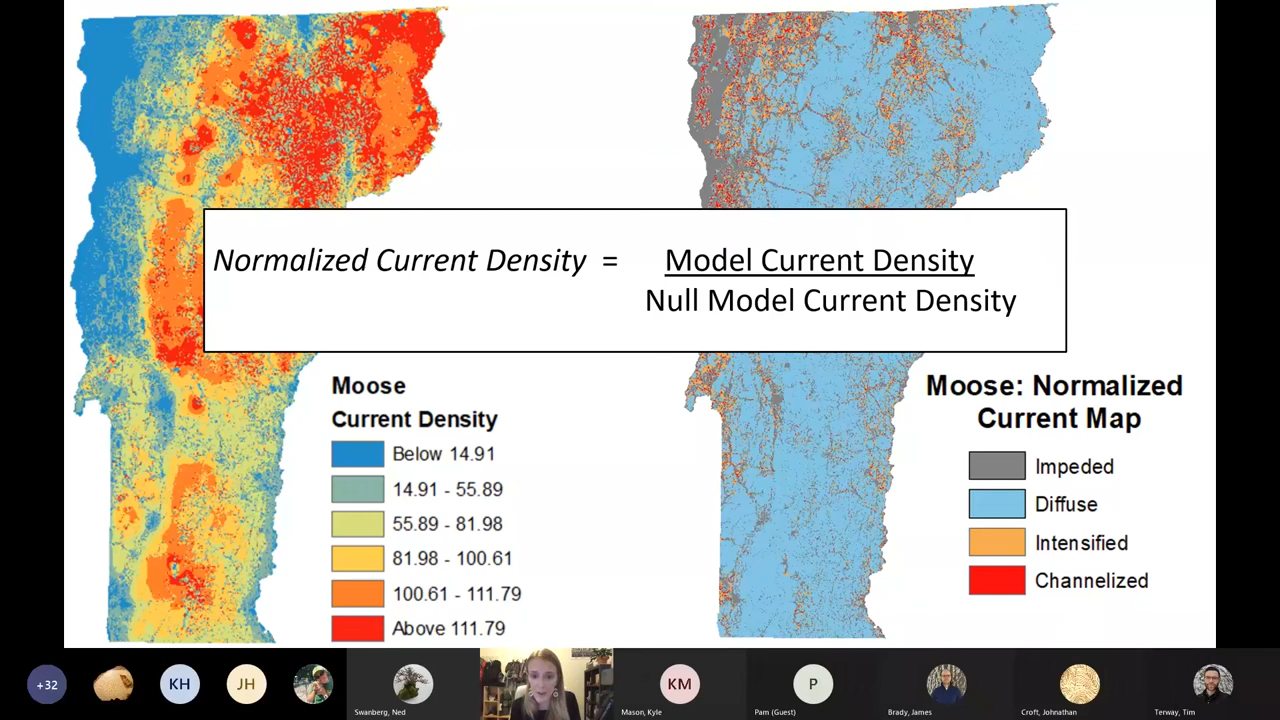 Normalized Current Density = Model Current Density
Null Model Current Density
Moose
Current Density
Below 14.91
14.91 - 55.89
55.89 - 81.98
81.98 - 100.61
100.61 - 111.79
Above 111.79
Moose: Normalized
Current Map
Impeded
Diffuse
Intensified
Channelized
+32
KH
JH
KM
P
Swanberg, Ned
Mason, Kyle
Pam (Guest)
Brady, James
Croft, Johnathan
Terway, Tim